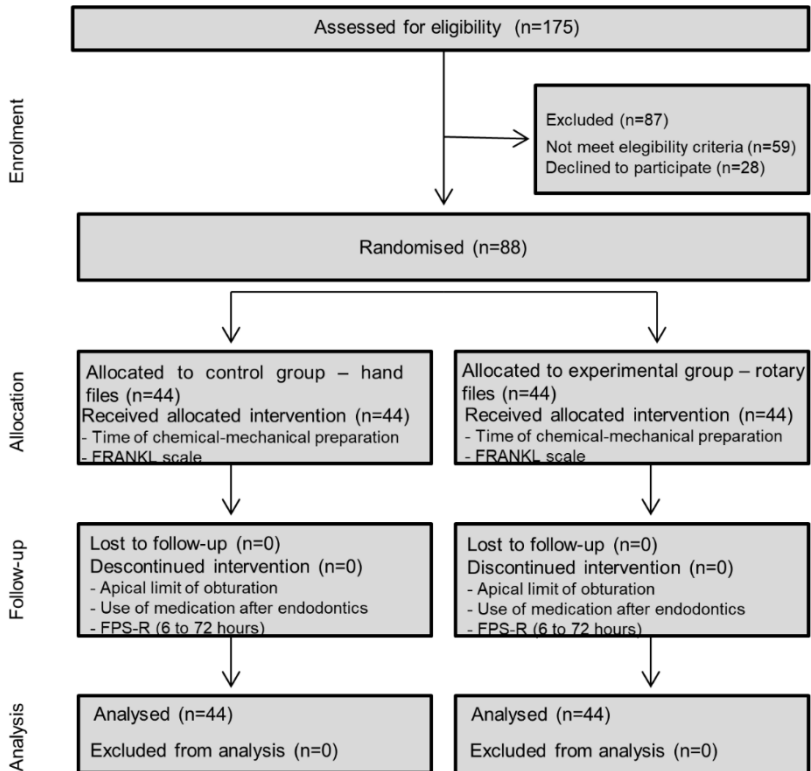 Assessed for eligibility (n=175)
Enrolment
Excluded (n=87)
Not meet elegibility criteria (n=59)
Declined to participate (n=28)
Randomised (n=88)
Allocation
Allocated to control group – hand
files (n=44)
Received allocated intervention (n=44)
- Time of chemical-mechanical preparation
- FRANKL scale
Allocated to experimental group – rotary
files (n=44)
Received allocated intervention (n=44)
- Time of chemical-mechanical preparation
- FRANKL scale
Follow-up
Lost to follow-up (n=0)
Descontinued intervention (n=0)
- Apical limit of obturation
- Use of medication after endodontics
- FPS-R (6 to 72 hours)
Lost to follow-up (n=0)
Discontinued intervention (n=0)
- Apical limit of obturation
- Use of medication after endodontics
- FPS-R (6 to 72 hours)
Analysis
Analysed (n=44)
Excluded from analysis (n=0)
Analysed (n=44)
Excluded from analysis (n=0)